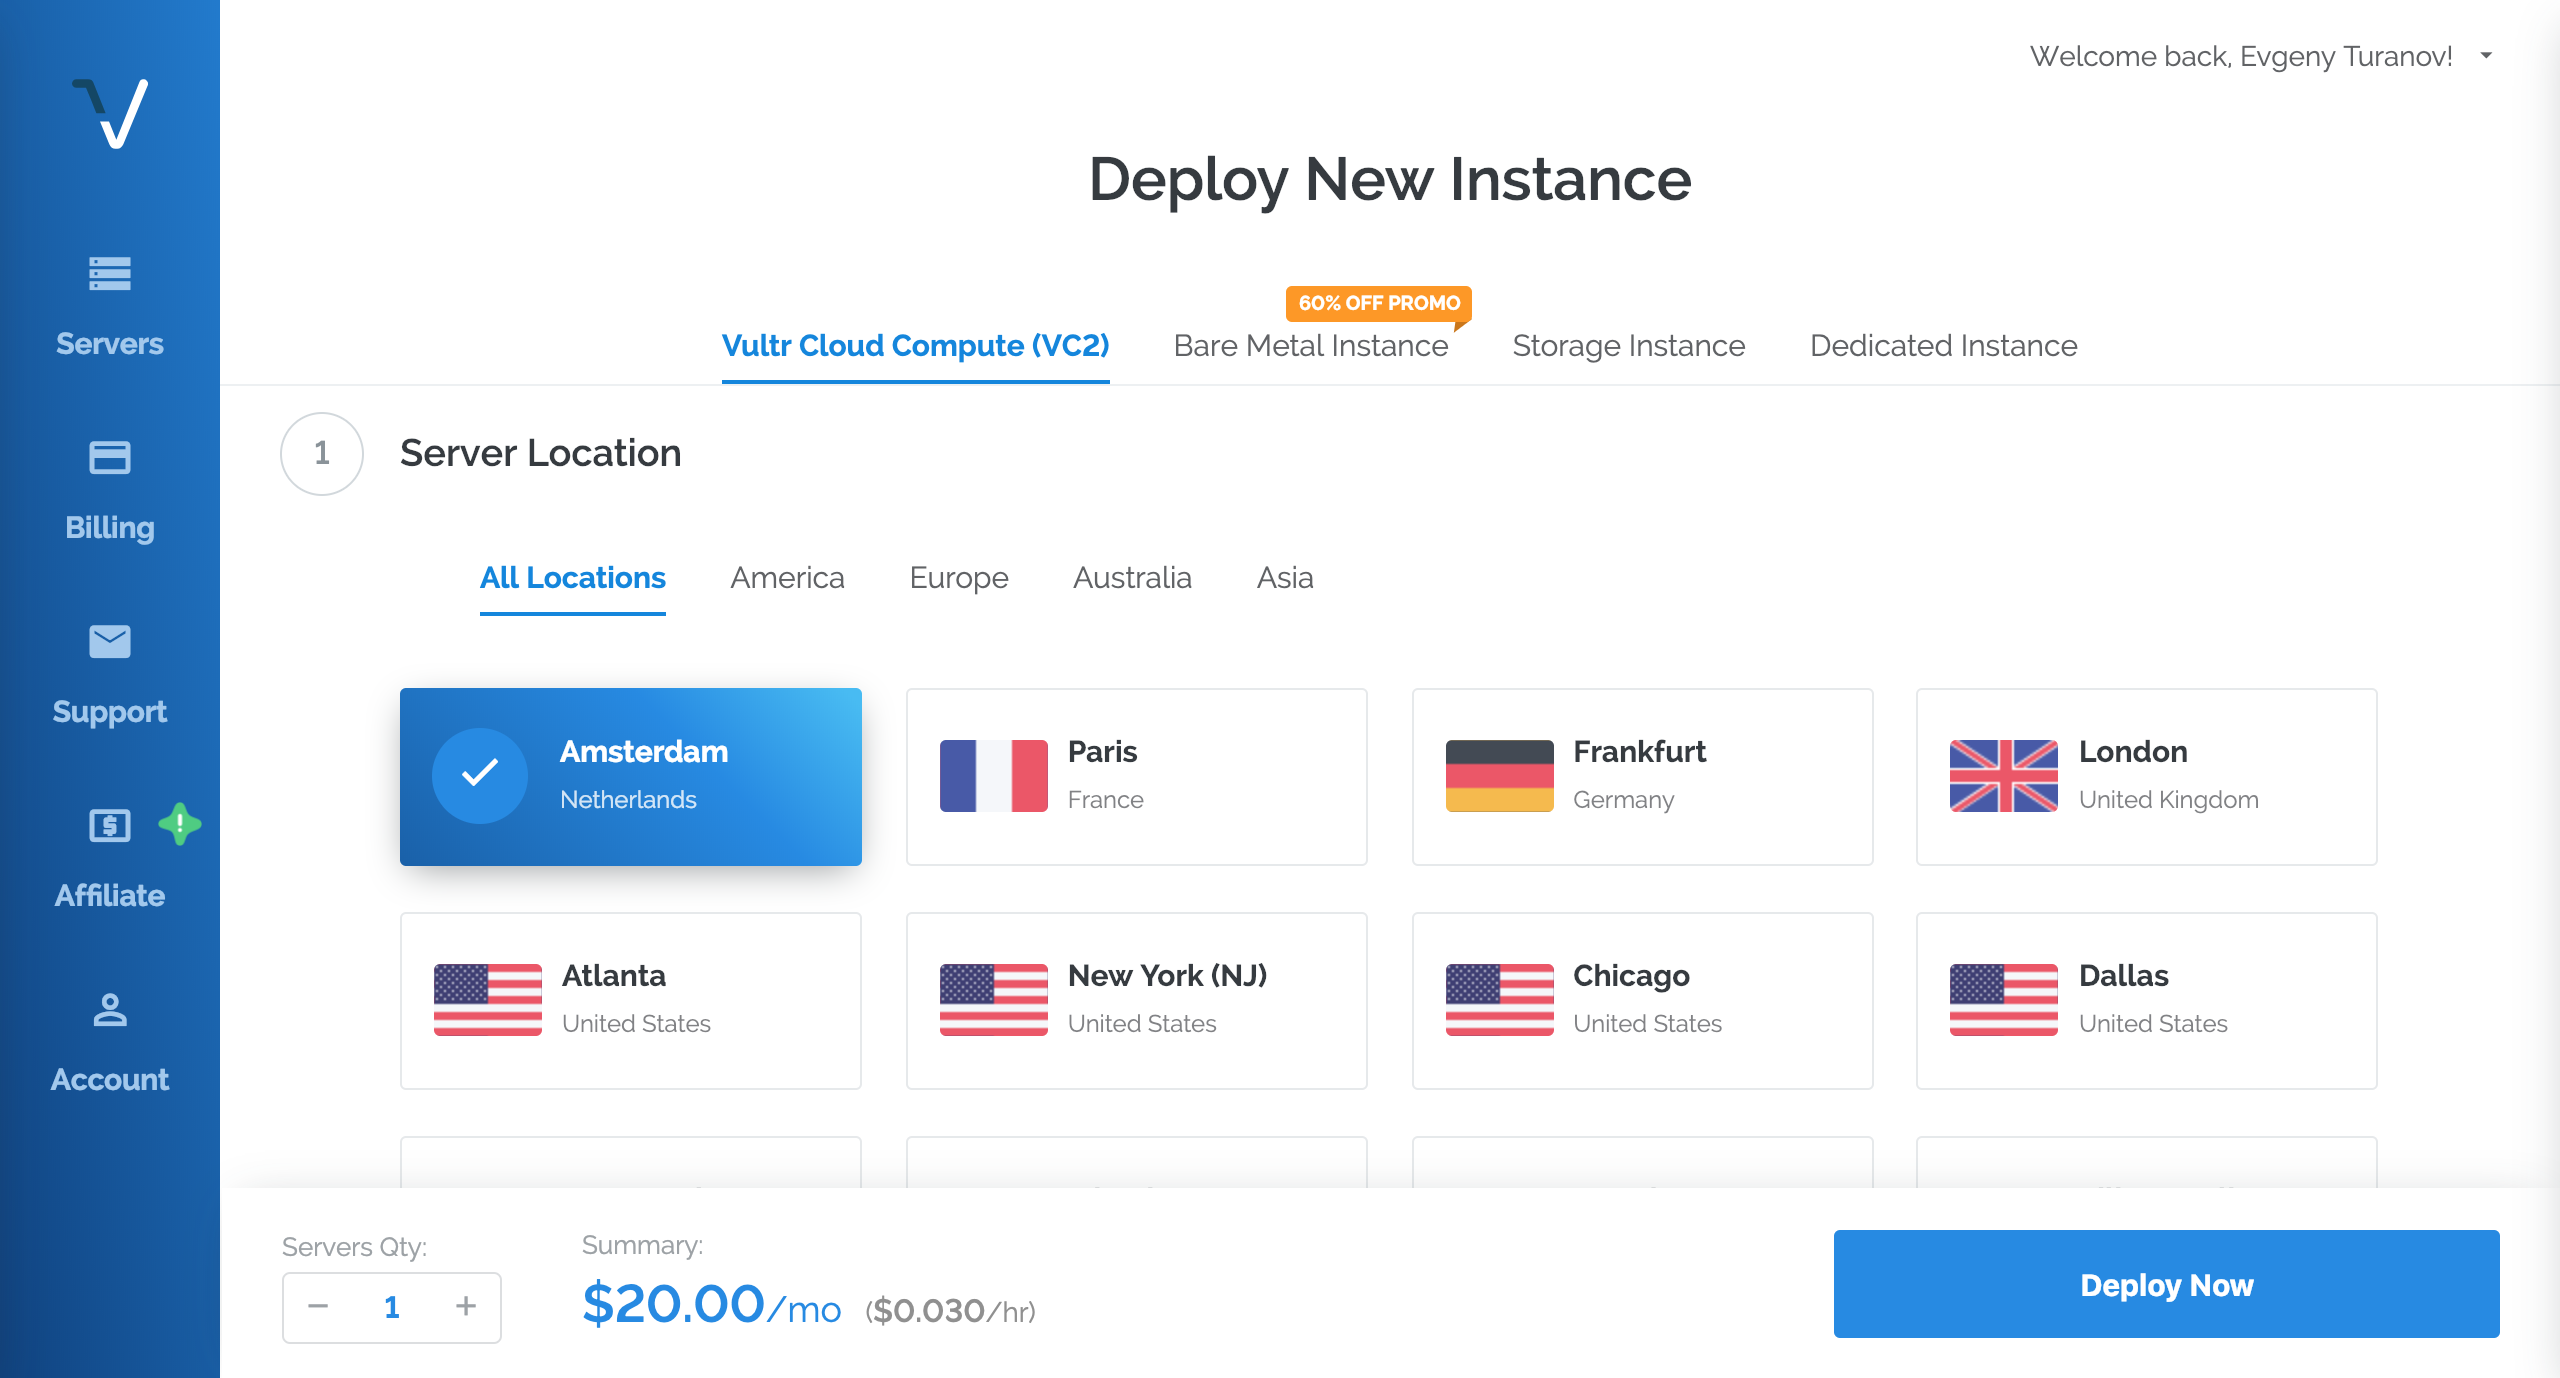 Welcome back, Evgeny Turanov!
Deploy New Instance
60% OFF PROMO
Vultr Cloud Compute (VC2)
Bare Metal Instance
Storage Instance
Dedicated Instance
Servers
Billing
Support
Affiliate
Account
1
Server Location
All Locations
America
Europe
Australia
Asia
Amsterdam
Netherlands
Paris
France
Frankfurt
Germany
London
United Kingdom
Atlanta
United States
New York (NJ)
United States
Chicago
United States
Dallas
United States
Servers Qty:
− 1 +
Summary:
$20.00/mo ($0.030/hr)
Deploy Now